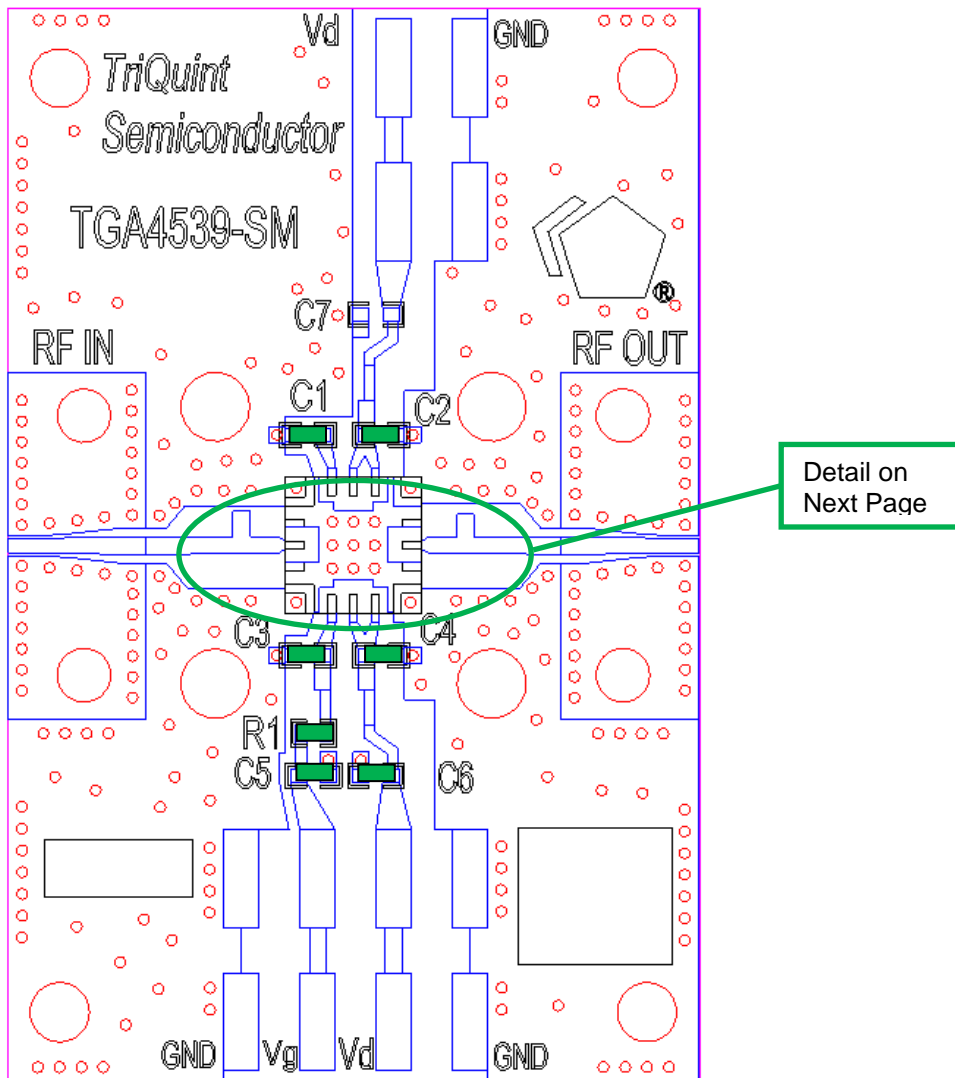 Vd
GND
TriQuint
Semiconductor
TGA4539-SM
®
C7
RF IN
RF OUT
C1
C2
Detail on
Next Page
C3
C4
R1
C5
C6
GND
Vg
Vd
GND